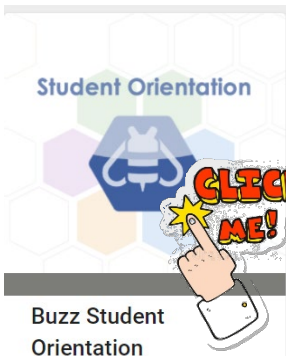 Student Orientation
CLICK
ME!
Buzz Student
Orientation